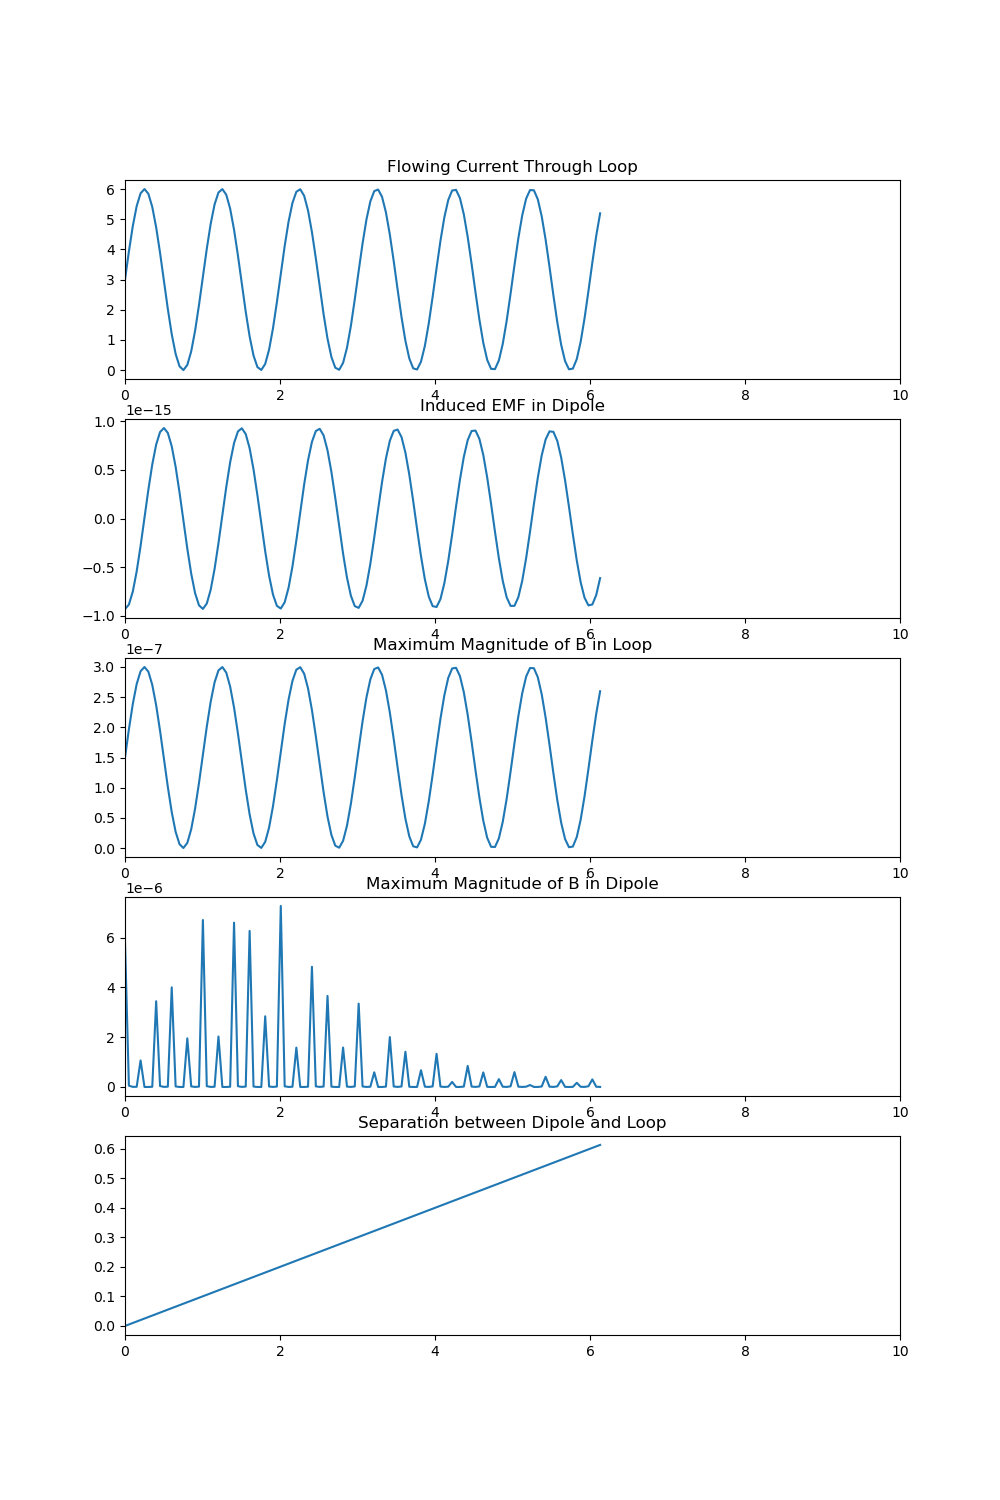 Flowing Current Through Loop
6
5
4
3
2
1
0
0 2 4 6 8 10
1e−15
Induced EMF in Dipole
1.0
0.5
0.0
−0.5
−1.0
0 2 4 6 8 10
1e−7
Maximum Magnitude of B in Loop
3.0
2.5
2.0
1.5
1.0
0.5
0.0
0 2 4 6 8 10
1e−6
Maximum Magnitude of B in Dipole
6
4
2
0
0 2 4 6 8 10
Separation between Dipole and Loop
0.6
0.5
0.4
0.3
0.2
0.1
0.0
0 2 4 6 8 10